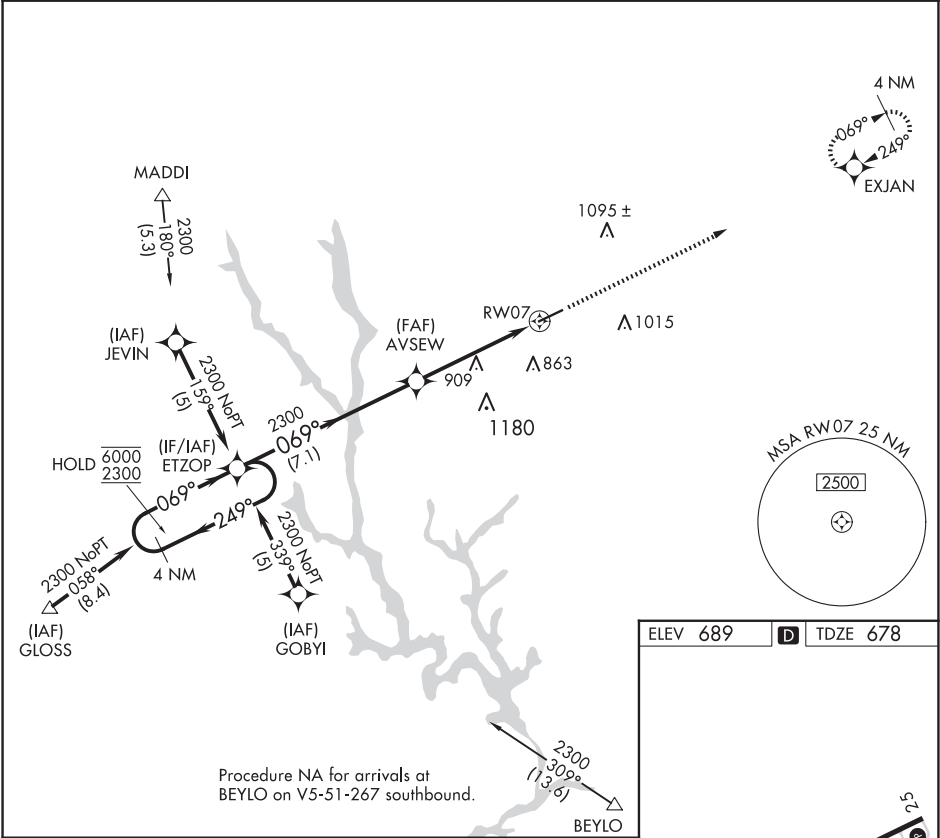 4 NM
069°
249°
EXJAN
MADDI
2300
180°
(5.3)
1095 ±
RW07
1015
(FAF)
AVSEW
(IAF)
JEVIN
2300 NoPT
159°
(5)
909
863
1180
2300
069°
(7.1)
(IF/IAF)
ETZOP
HOLD 6000
2300
069°
249°
4 NM
MSA RW07 25 NM
2500
2300 NoPT
058°
(8.4)
2300 NoPT
339°
(5)
(IAF)
GLOSS
(IAF)
GOBYI
ELEV 689 D TDZE 678
2300
309°
(13.6)
BEYLO
Procedure NA for arrivals at
BEYLO on V5-51-267 southbound.
25
P